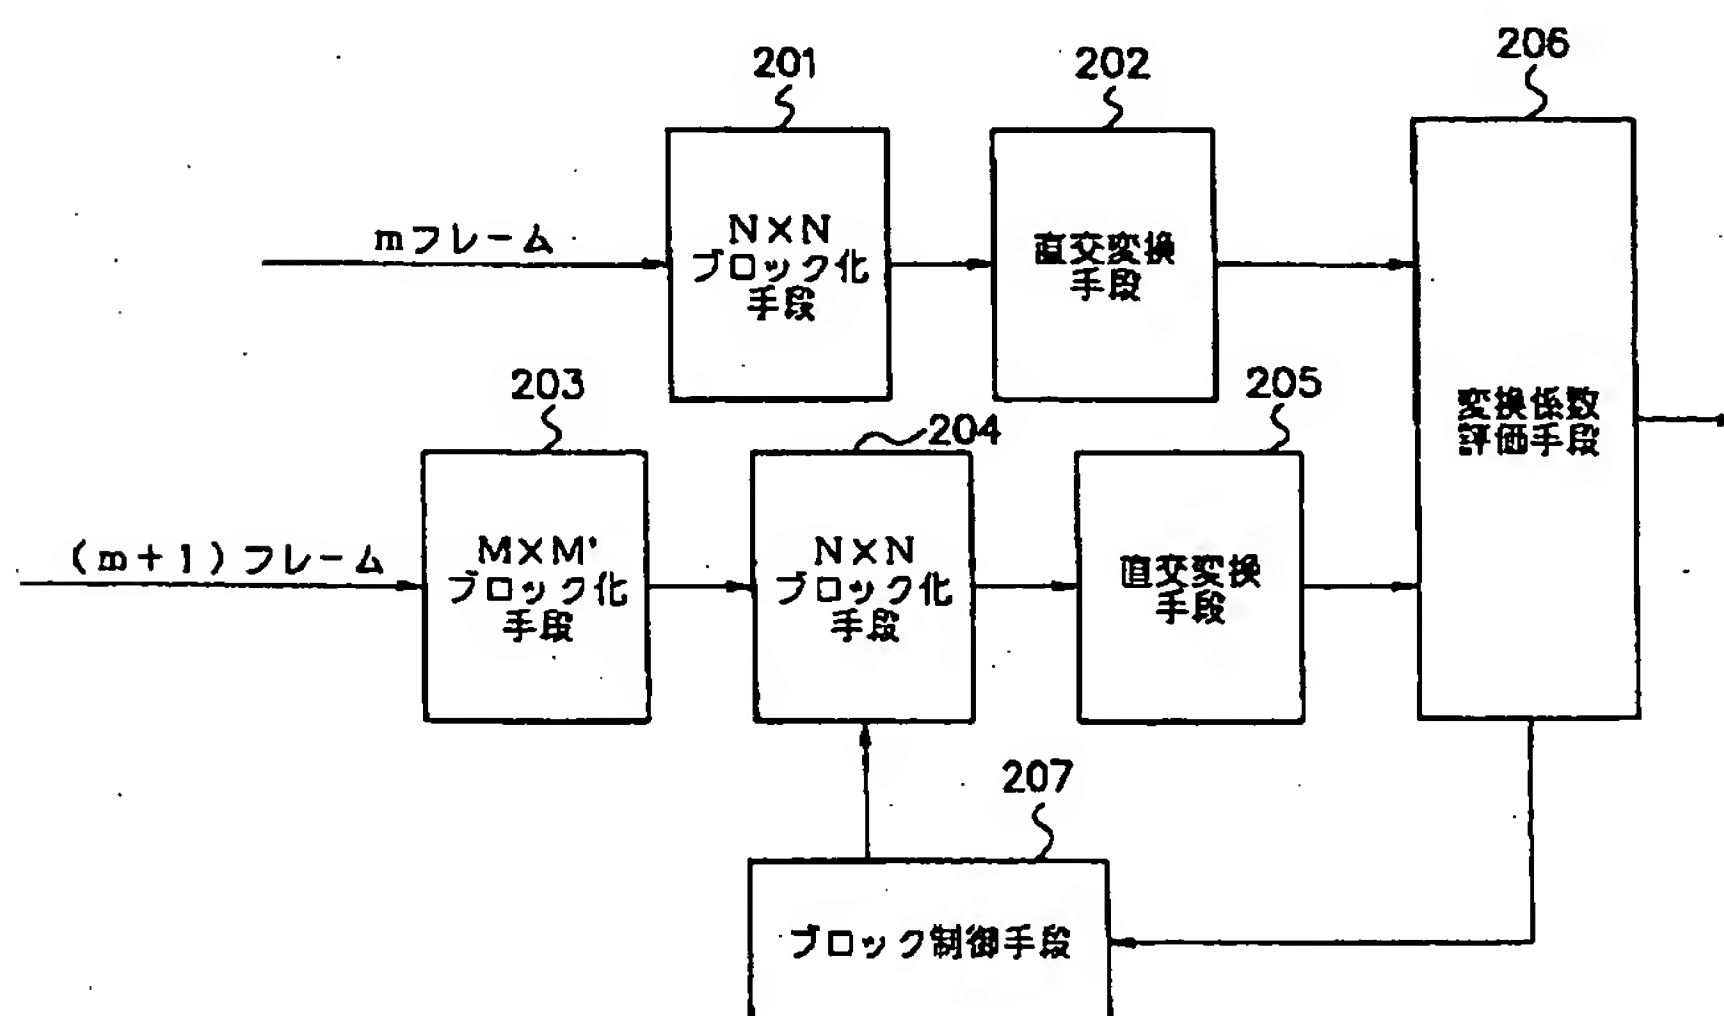 201
202
206
mフレーム
N×N
ブロック化
手段
直交変換
手段
203
204
205
変換係数
評価手段
(m+1)フレーム
M×M'
ブロック化
手段
N×N
ブロック化
手段
直交変換
手段
207
ブロック制御手段